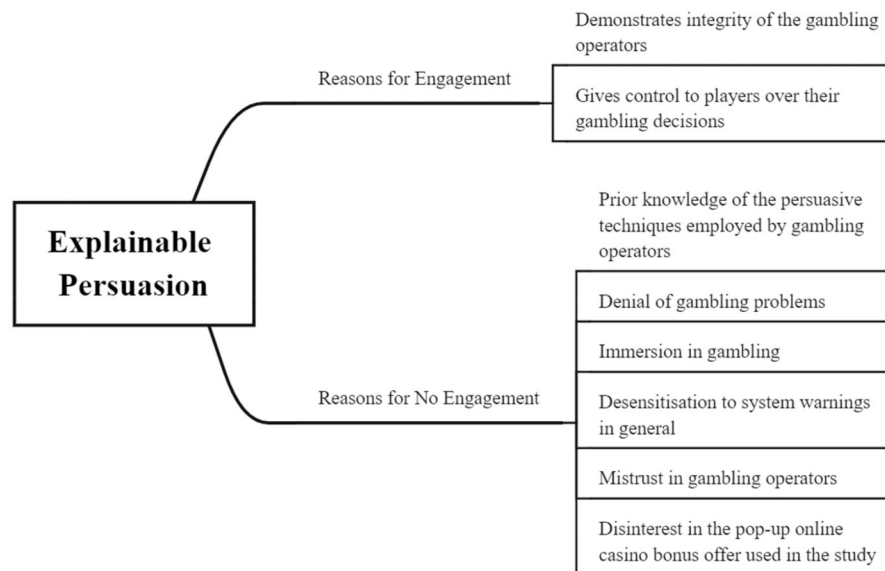 Demonstrates integrity of the gambling
operators
Reasons for Engagement
Gives control to players over their
gambling decisions
Explainable
Persuasion
Prior knowledge of the persuasive
techniques employed by gambling
operators
Denial of gambling problems
Immersion in gambling
Reasons for No Engagement
Desensitisation to system warnings
in general
Mistrust in gambling operators
Disinterest in the pop-up online
casino bonus offer used in the study